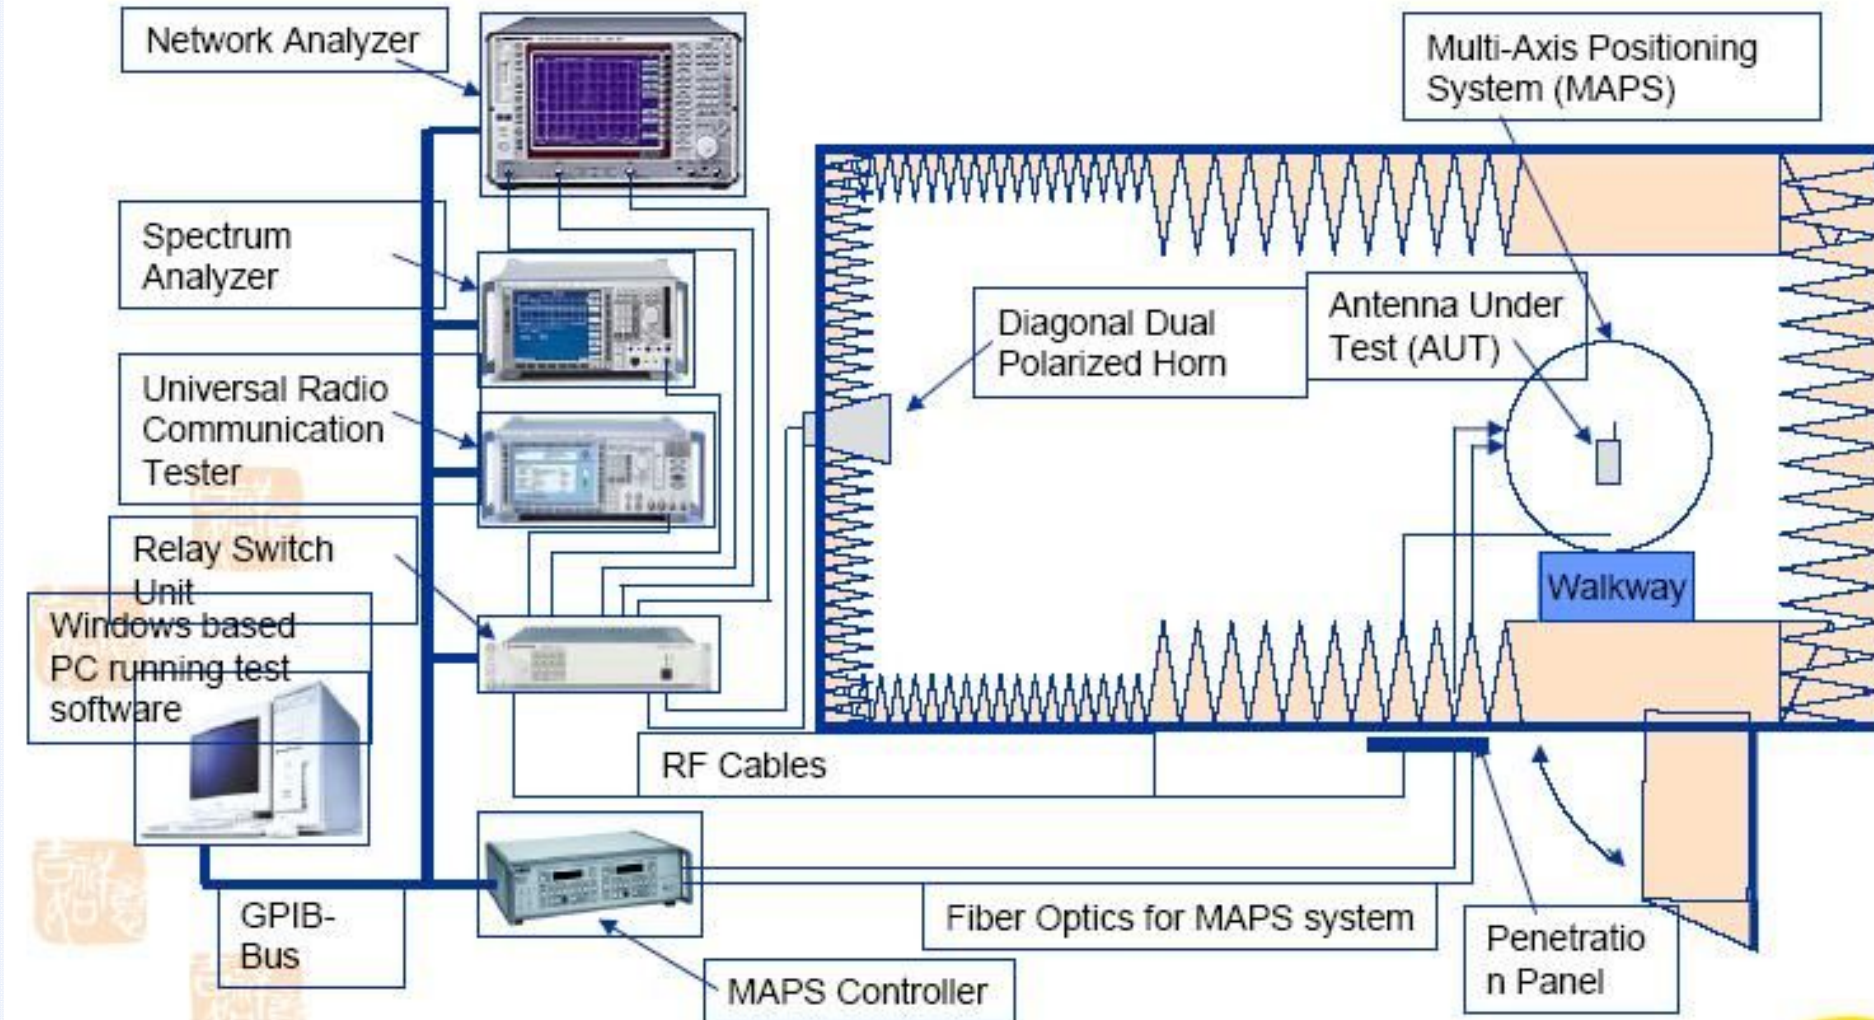 Network Analyzer
Multi-Axis Positioning
System (MAPS)
Spectrum
Analyzer
Diagonal Dual
Polarized Horn
Antenna Under
Test (AUT)
Universal Radio
Communication
Tester
Relay Switch
Unit
Walkway
Windows based
PC running test
software
RF Cables
GPIB-
Bus
Fiber Optics for MAPS system
Penetratio
n Panel
MAPS Controller